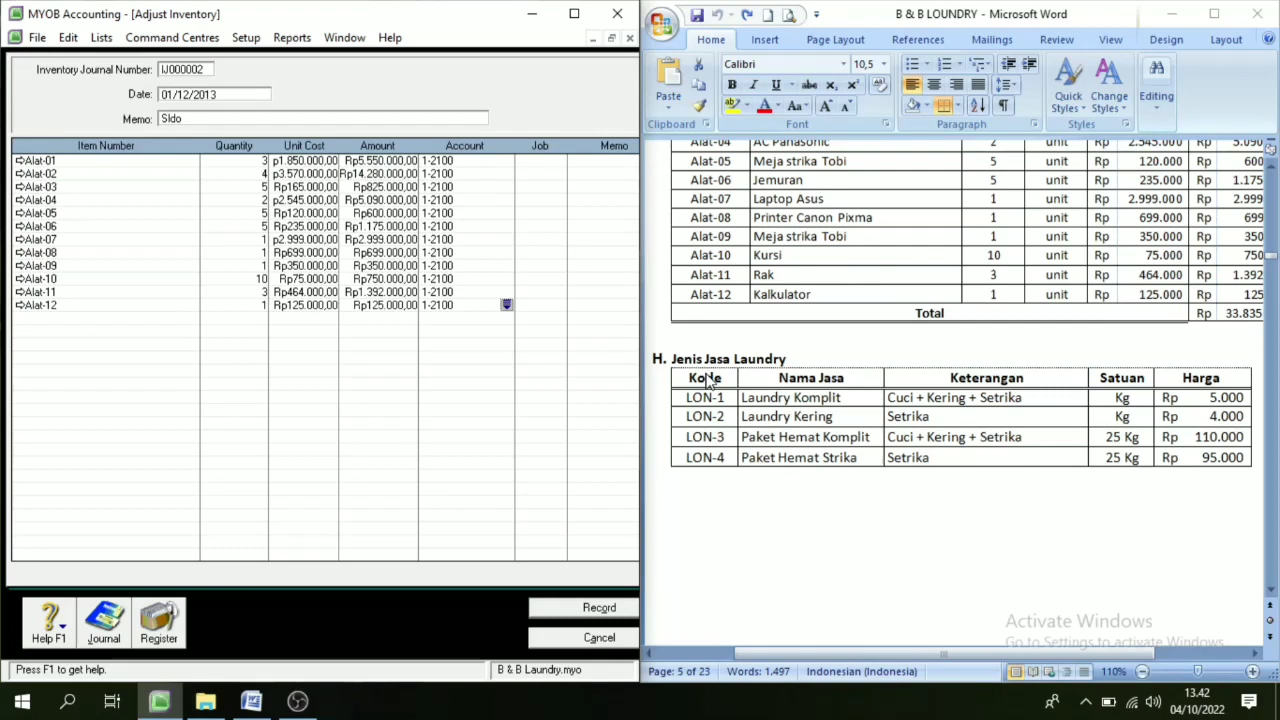 MYOB Accounting - [Adjust Inventory]
File Edit Lists Command Centres Setup Reports Window Help
Inventory Journal Number: IJ000002
Date: 01/12/2013
Memo: Sldo
Item Number Quantity Unit Cost Amount Account Job Memo
Alat-01 3 p1.850.000,00 Rp5.550.000,00 1-2100
Alat-02 4 p3.570.000,00 Rp14.280.000,00 1-2100
Alat-03 5 Rp165.000,00 Rp825.000,00 1-2100
Alat-04 2 p2.545.000,00 Rp5.090.000,00 1-2100
Alat-05 5 Rp120.000,00 Rp600.000,00 1-2100
Alat-06 5 Rp235.000,00 Rp1.175.000,00 1-2100
Alat-07 1 p2.999.000,00 Rp2.999.000,00 1-2100
Alat-08 1 Rp699.000,00 Rp699.000,00 1-2100
Alat-09 1 Rp350.000,00 Rp350.000,00 1-2100
Alat-10 10 Rp75.000,00 Rp750.000,00 1-2100
Alat-11 3 Rp464.000,00 Rp1.392.000,00 1-2100
Alat-12 1 Rp125.000,00 Rp125.000,00 1-2100
Help F1 Journal Register
Record
Cancel
Press F1 to get help. B & B Laundry.myo
B & B LOUNDRY - Microsoft Word
Home Insert Page Layout References Mailings Review View Design Layout
Calibri 10,5
Paste
Quick Styles
Change Styles
Editing
Clipboard Font Paragraph Styles
Alat-04 AC Panasonic 2 unit Rp 2.545.000 Rp 5.090
Alat-05 Meja strika Tobi 5 unit Rp 120.000 Rp 600
Alat-06 Jemuran 5 unit Rp 235.000 Rp 1.175
Alat-07 Laptop Asus 1 unit Rp 2.999.000 Rp 2.999
Alat-08 Printer Canon Pixma 1 unit Rp 699.000 Rp 699
Alat-09 Meja strika Tobi 1 unit Rp 350.000 Rp 350
Alat-10 Kursi 10 unit Rp 75.000 Rp 750
Alat-11 Rak 3 unit Rp 464.000 Rp 1.392
Alat-12 Kalkulator 1 unit Rp 125.000 Rp 125
Total Rp 33.835
H. Jenis Jasa Laundry
Kode Nama Jasa Keterangan Satuan Harga
LON-1 Laundry Komplit Cuci + Kering + Setrika Kg Rp 5.000
LON-2 Laundry Kering Setrika Kg Rp 4.000
LON-3 Paket Hemat Komplit Cuci + Kering + Setrika 25 Kg Rp 110.000
LON-4 Paket Hemat Strika Setrika 25 Kg Rp 95.000
Activate Windows
Go to Settings to activate Windows.
Page: 5 of 23 Words: 1.497 Indonesian (Indonesia) 110%
13.42
04/10/2022